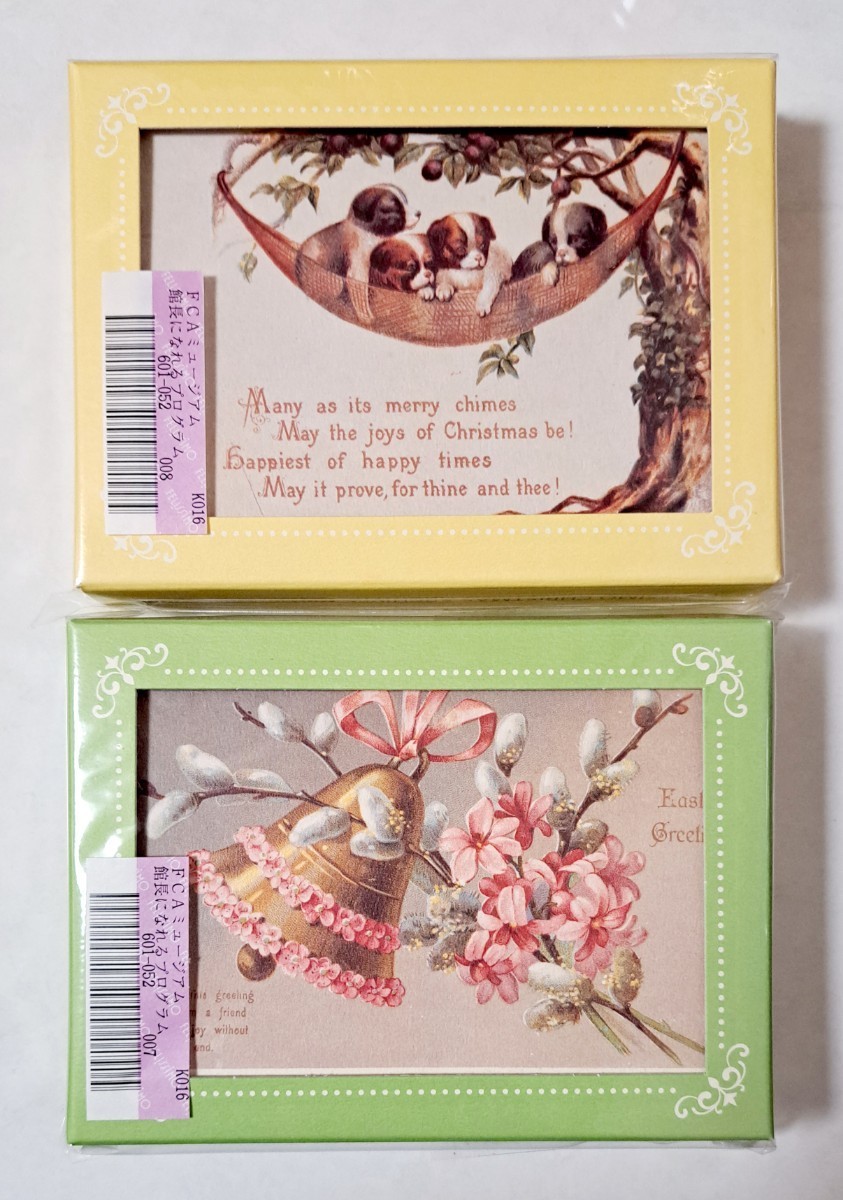 Many as its merry chimes
May the joys of Christmas be!
Happiest of happy times
May it prove, for thine and thee!
FCAミュージアム
館長になれるプログラム
601-052 008 K016
East
Greeti
greeting
a friend
without
FCAミュージアム
館長になれるプログラム
601-052 007 K016